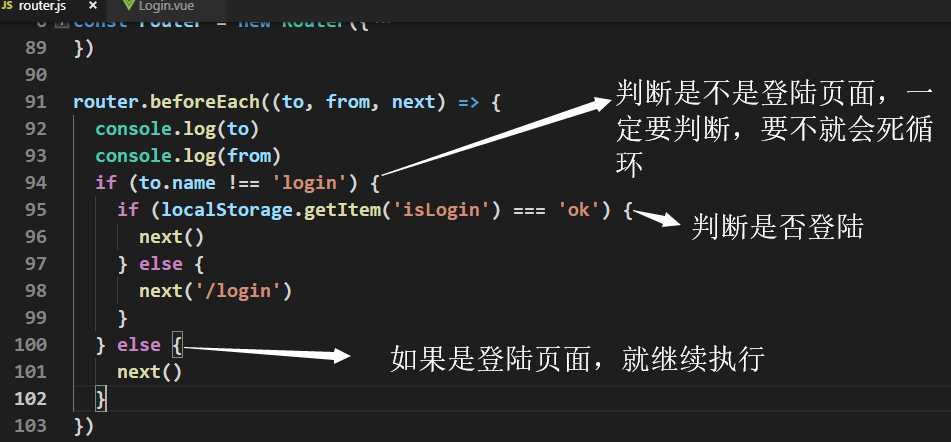 router.js × Login.vue
const router = new Router({ …
89 })
90
91 router.beforeEach((to, from, next) => {
判断是不是登陆页面，一
92 console.log(to)
定要判断，要不就会死循
93 console.log(from)
环
94 if (to.name !== 'login') {
95 if (localStorage.getItem('isLogin') === 'ok') {
判断是否登陆
96 next()
97 } else {
98 next('/login')
99 }
100 } else {
如果是登陆页面，就继续执行
101 next()
102 }
103 })